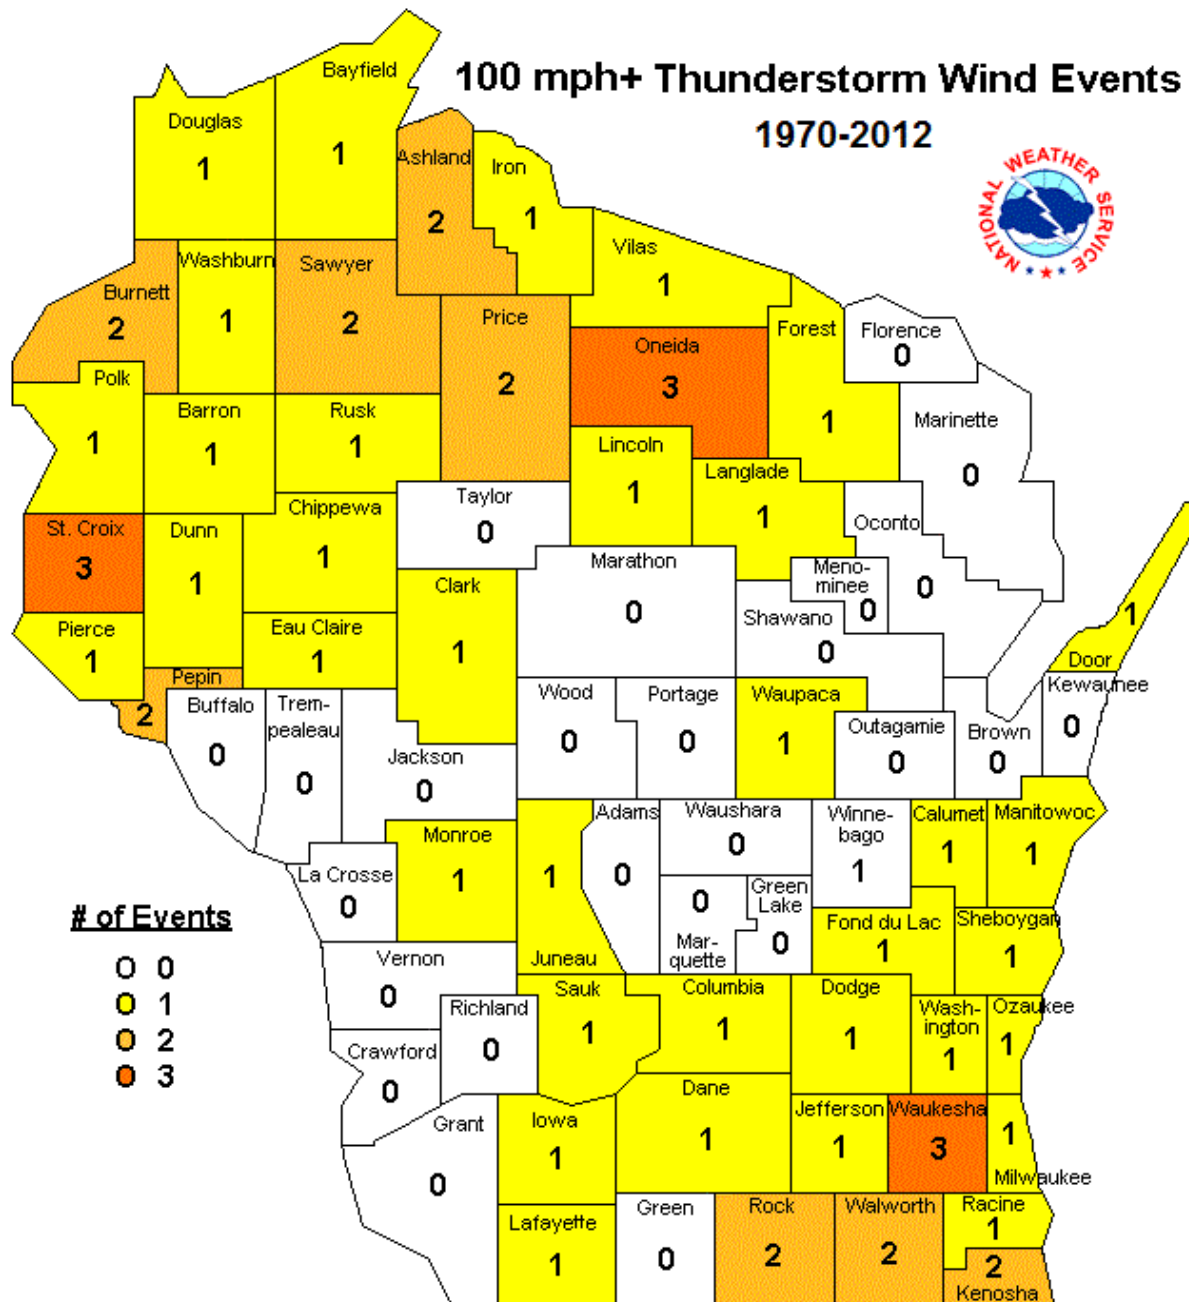 100 mph+ Thunderstorm Wind Events
1970-2012
NATIONAL WEATHER SERVICE
Bayfield
1
Douglas
1
Ashland
2
Iron
1
Vilas
1
Washburn
1
Sawyer
2
Burnett
2
Price
2
Oneida
3
Forest
1
Florence
0
Polk
1
Barron
1
Rusk
1
Marinette
0
Lincoln
1
Langlade
1
Taylor
0
Chippewa
1
St. Croix
3
Dunn
1
Oconto
0
Marathon
0
Meno-
minee
0
Clark
1
Shawano
0
Pierce
1
Eau Claire
1
Door
1
Pepin
2
Buffalo
0
Trem-
pealeau
0
Jackson
0
Wood
0
Portage
0
Waupaca
1
Outagamie
0
Brown
0
Kewaunee
0
Monroe
1
Juneau
1
Adams
0
Waushara
0
Winne-
bago
1
Calumet
1
Manitowoc
1
La Crosse
0
Mar-
quette
0
Green
Lake
0
Fond du Lac
1
Sheboygan
1
Vernon
0
Richland
0
Sauk
1
Columbia
1
Dodge
1
Wash-
ington
1
Ozaukee
1
Crawford
0
Grant
0
Iowa
1
Dane
1
Jefferson
1
Waukesha
3
Milwaukee
1
Lafayette
1
Green
0
Rock
2
Walworth
2
Racine
1
Kenosha
2
# of Events
0
1
2
3